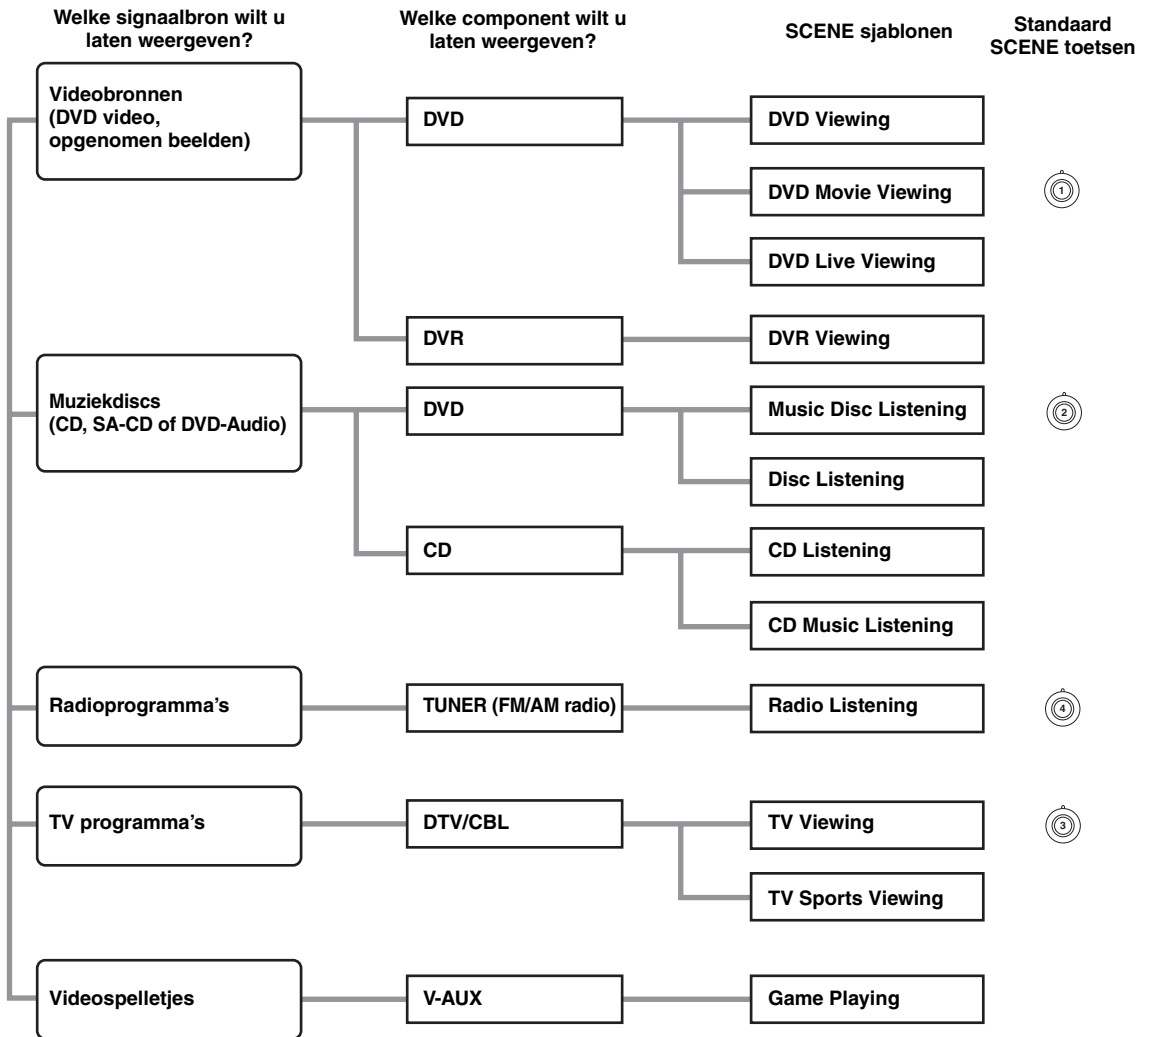 Welke signaalbron wilt u
laten weergeven?
Welke component wilt u
laten weergeven?
SCENE sjablonen
Standaard
SCENE toetsen
Videobronnen
(DVD video,
opgenomen beelden)
DVD
DVD Viewing
DVD Movie Viewing
1
DVD Live Viewing
DVR
DVR Viewing
Muziekdiscs
(CD, SA-CD of DVD-Audio)
DVD
Music Disc Listening
2
Disc Listening
CD
CD Listening
CD Music Listening
Radioprogramma's
TUNER (FM/AM radio)
Radio Listening
4
TV programma's
DTV/CBL
TV Viewing
3
TV Sports Viewing
Videospelletjes
V-AUX
Game Playing